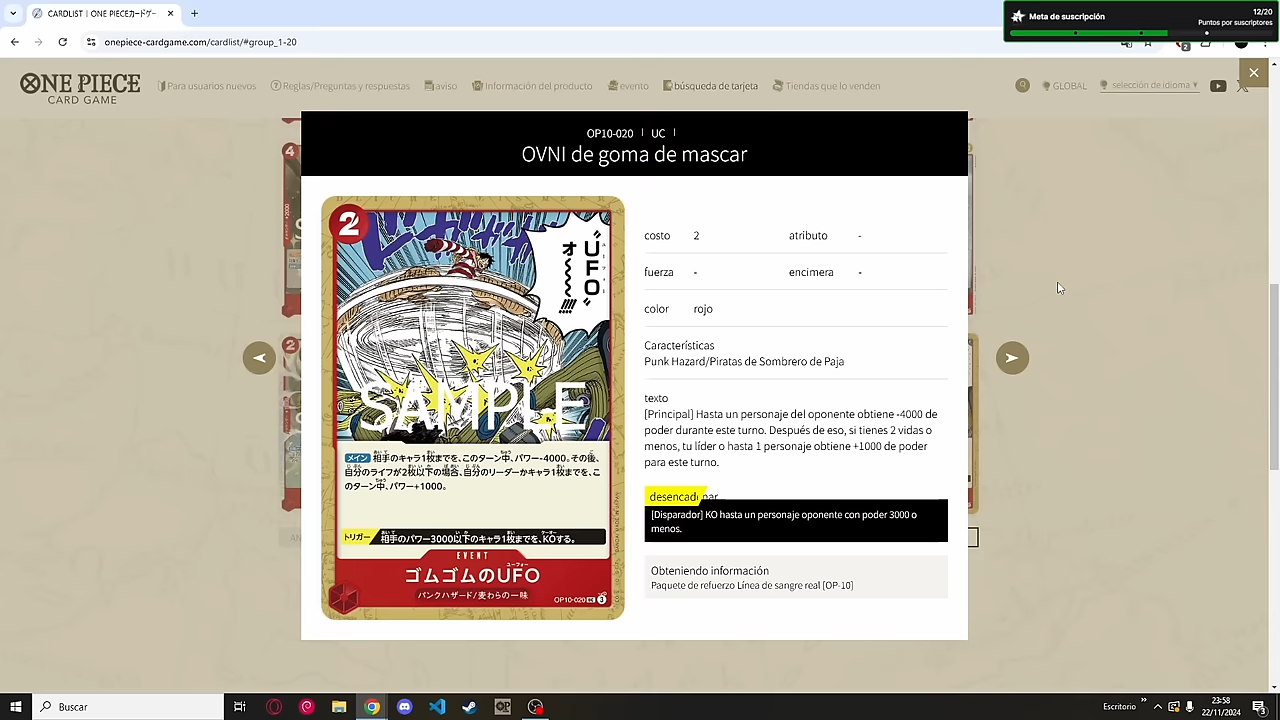 CARDLIST | ONE PIECEカードゲー
Meta de suscripción
12/20
Puntos por suscriptores
onepiece-cardgame.com/cardlist/#group_1-20
2
ONE PIECE
CARD GAME
Para usuarios nuevos
Reglas/Preguntas y respuestas
aviso
Información del producto
evento
búsqueda de tarjeta
Tiendas que lo venden
GLOBAL
selección de idioma
OP10-020 | UC |
OVNI de goma de mascar
4
2
2
"UFO"
オ〜〜〜!!!!
SAMPLE
メイン 相手のキャラ1枚までを、このターン中、パワー-4000。その後、
自分のライフが2枚以下の場合、自分のリーダーかキャラ1枚までを、こ
のターン中、パワー+1000。
トリガー 相手のパワー3000以下のキャラ1枚までを、KOする。
EVENT
ゴムゴムのUFO
パンクハザード/麦わらの一味
OP10-020 UC 3
costo 2 atributo -
fuerza - encimera -
color rojo
Características
Punk Hazard/Piratas de Sombrero de Paja
texto
[Principal] Hasta un personaje del oponente obtiene -4000 de
poder durante este turno. Después de eso, si tienes 2 vidas o
menos, tu líder o hasta 1 personaje obtiene +1000 de poder
para este turno.
desencadenar
[Disparador] KO hasta un personaje oponente con poder 3000 o
menos.
Obteniendo información
Paquete de refuerzo Línea de sangre real [OP-10]
Buscar
Escritorio
23:58
22/11/2024